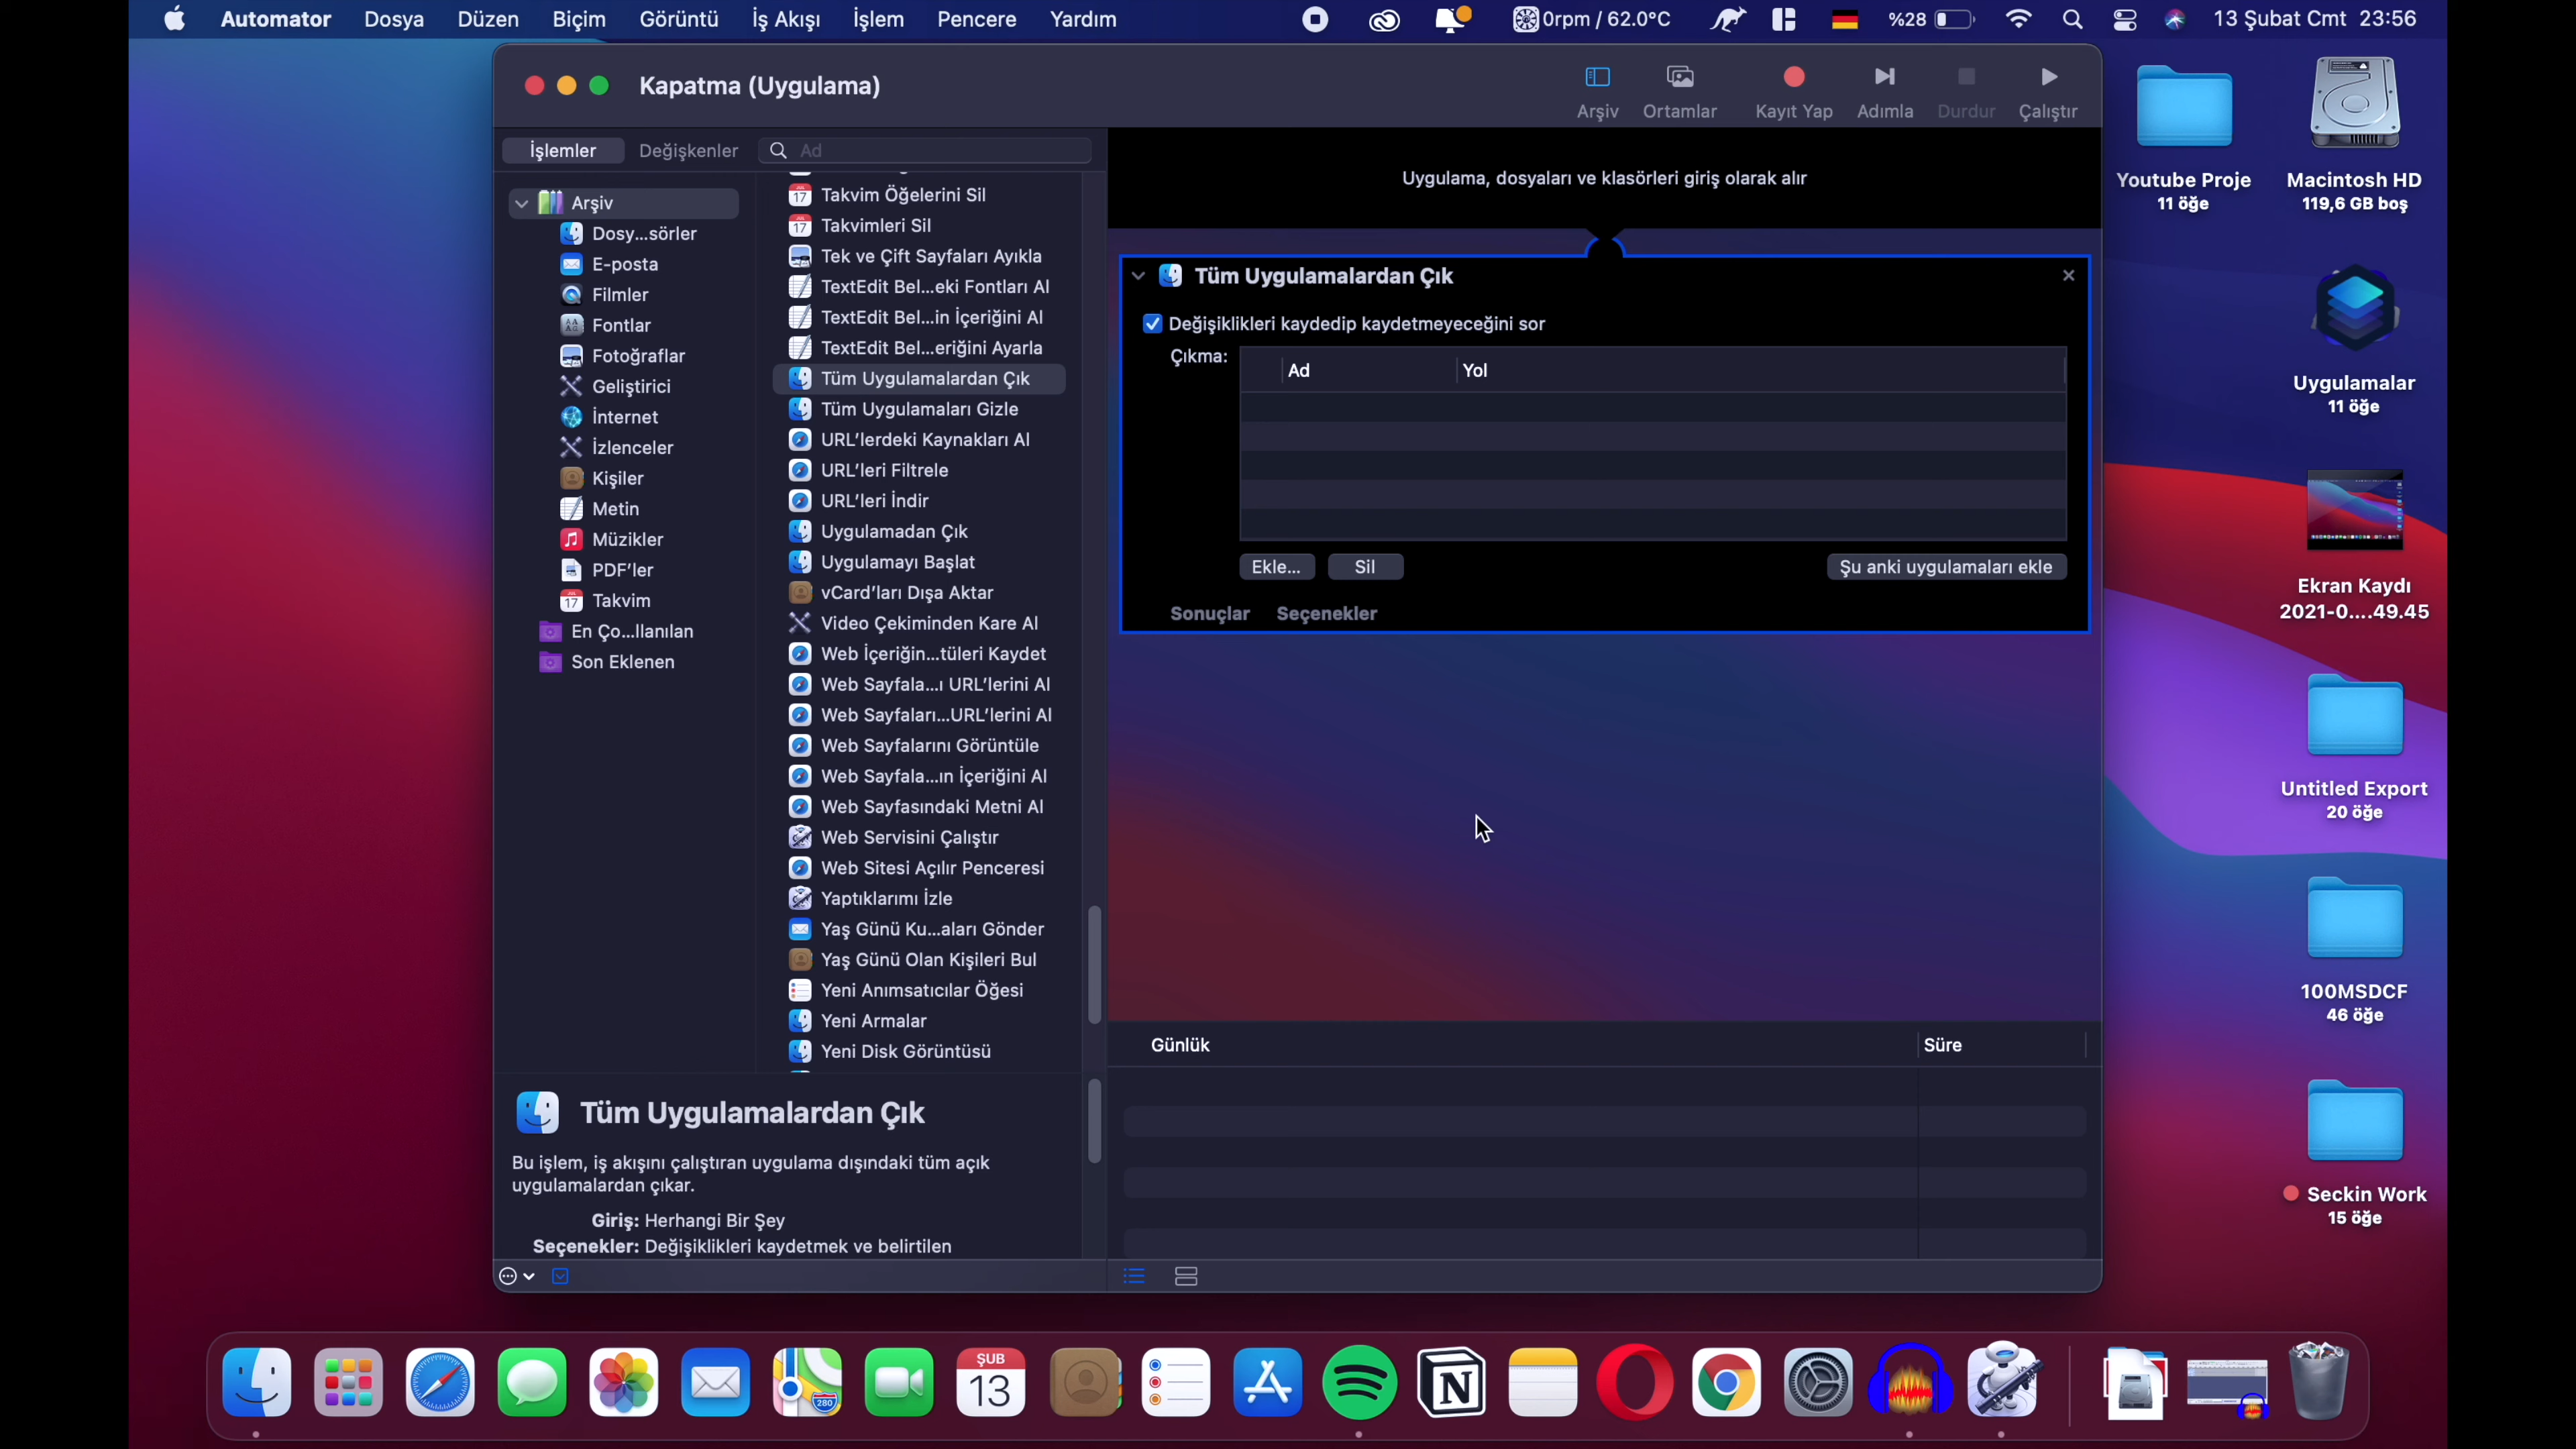 Automator Dosya Düzen Biçim Görüntü İş Akışı İşlem Pencere Yardım 0rpm / 62.0°C %28 13 Şubat Cmt 23:56
Kapatma (Uygulama)
Arşiv Ortamlar Kayıt Yap Adımla Durdur Çalıştır
İşlemler Değişkenler Ad
Arşiv
Dosy...sörler
E-posta
Filmler
Fontlar
Fotoğraflar
Geliştirici
İnternet
İzlenceler
Kişiler
Metin
Müzikler
PDF'ler
Takvim
En Ço...llanılan
Son Eklenen
Takvim Öğelerini Sil
Takvimleri Sil
Tek ve Çift Sayfaları Ayıkla
TextEdit Bel...eki Fontları Al
TextEdit Bel...in İçeriğini Al
TextEdit Bel...eriğini Ayarla
Tüm Uygulamalardan Çık
Tüm Uygulamaları Gizle
URL'lerdeki Kaynakları Al
URL'leri Filtrele
URL'leri İndir
Uygulamadan Çık
Uygulamayı Başlat
vCard'ları Dışa Aktar
Video Çekiminden Kare Al
Web İçeriğin...tüleri Kaydet
Web Sayfala...ı URL'lerini Al
Web Sayfaları...URL'lerini Al
Web Sayfalarını Görüntüle
Web Sayfala...ın İçeriğini Al
Web Sayfasındaki Metni Al
Web Servisini Çalıştır
Web Sitesi Açılır Penceresi
Yaptıklarımı İzle
Yaş Günü Ku...aları Gönder
Yaş Günü Olan Kişileri Bul
Yeni Anımsatıcılar Öğesi
Yeni Armalar
Yeni Disk Görüntüsü
Tüm Uygulamalardan Çık
Bu işlem, iş akışını çalıştıran uygulama dışındaki tüm açık
uygulamalardan çıkar.
Giriş: Herhangi Bir Şey
Seçenekler: Değişiklikleri kaydetmek ve belirtilen
Uygulama, dosyaları ve klasörleri giriş olarak alır
Tüm Uygulamalardan Çık
Değişiklikleri kaydedip kaydetmeyeceğini sor
Çıkma: Ad Yol
Ekle... Sil Şu anki uygulamaları ekle
Sonuçlar Seçenekler
Günlük Süre
Youtube Proje
11 öğe
Macintosh HD
119,6 GB boş
Uygulamalar
11 öğe
Ekran Kaydı
2021-0....49.45
Untitled Export
20 öğe
100MSDCF
46 öğe
Seckin Work
15 öğe
280
ŞUB
13